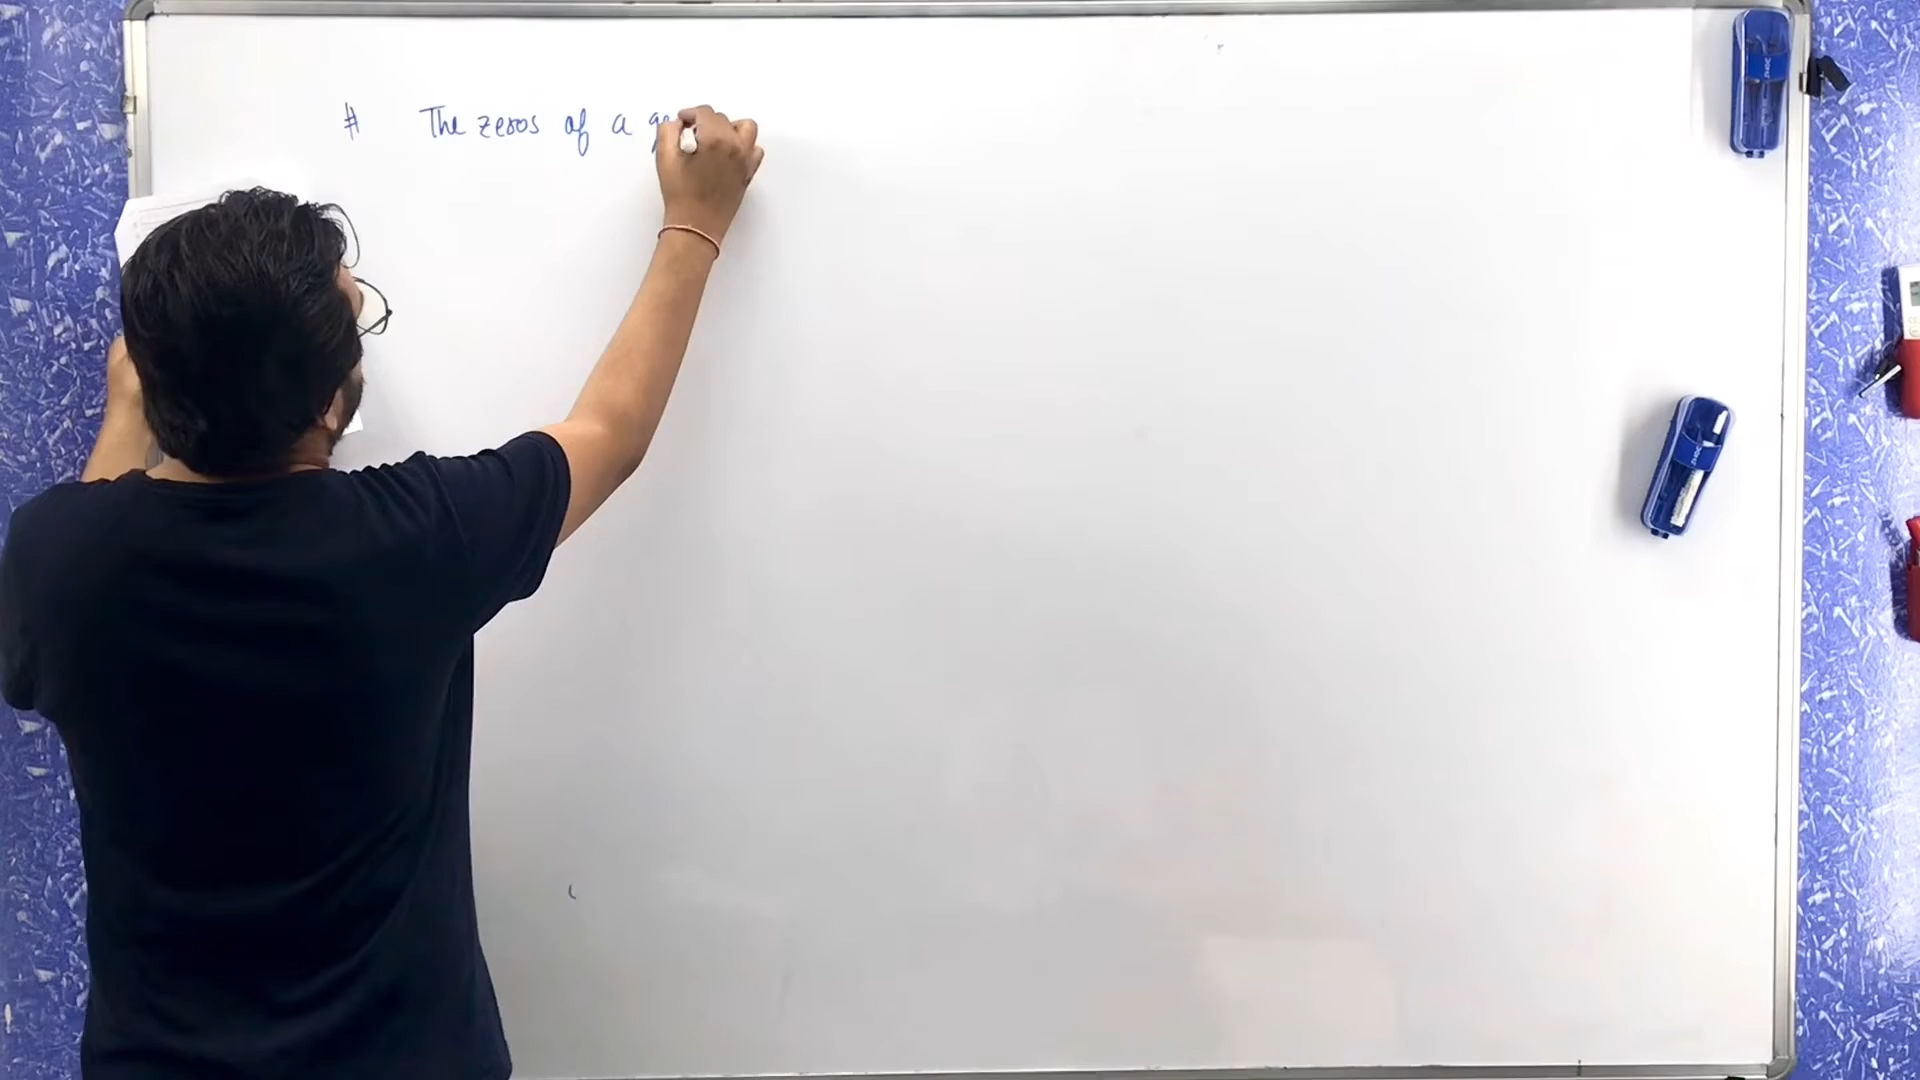 # The zeros of a